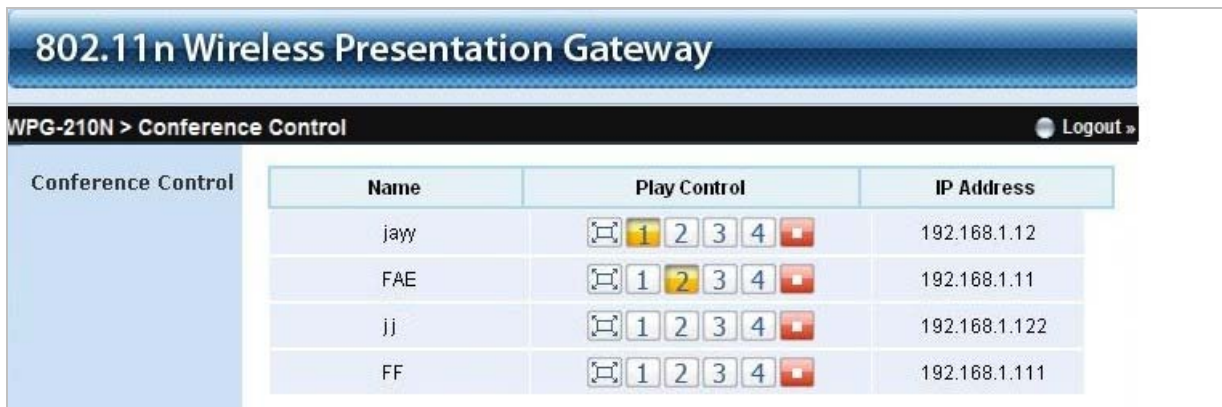 802.11n Wireless Presentation Gateway
WPG-210N > Conference Control Logout »
Conference Control
Name Play Control IP Address
jayy 1 2 3 4 192.168.1.12
FAE 1 2 3 4 192.168.1.11
jj 1 2 3 4 192.168.1.122
FF 1 2 3 4 192.168.1.111